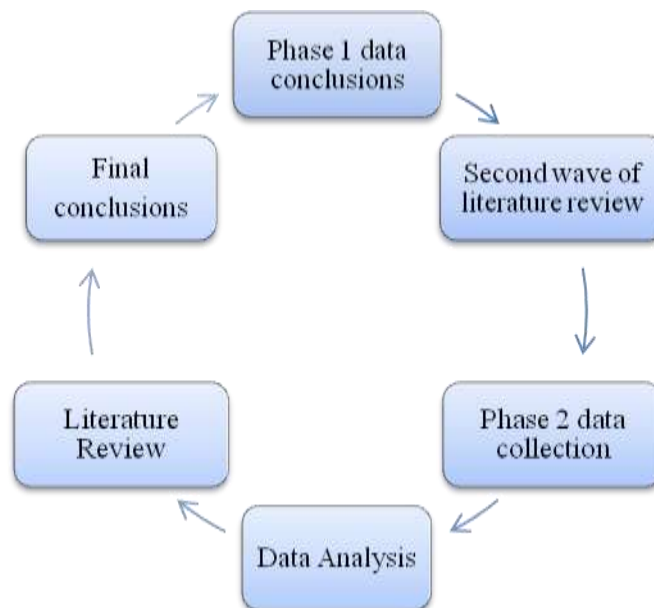 Phase 1 data
conclusions
Second wave of
literature review
Phase 2 data
collection
Data Analysis
Literature
Review
Final
conclusions